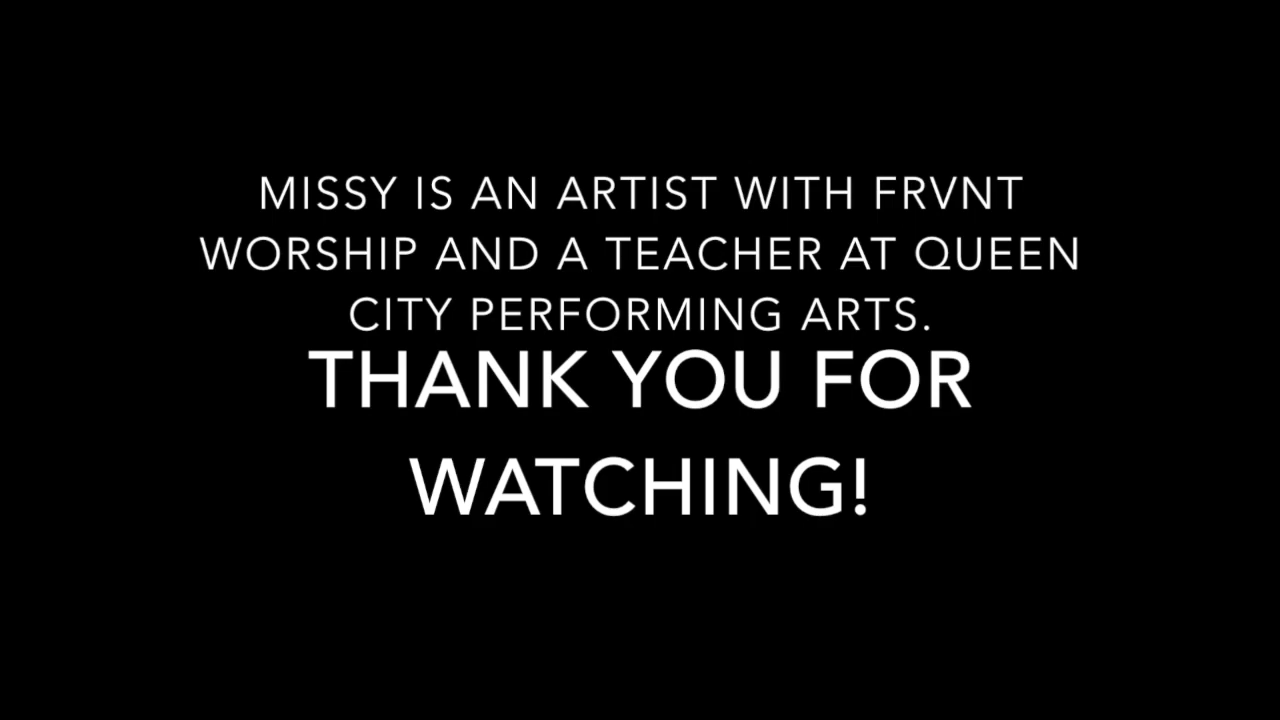 MISSY IS AN ARTIST WITH FRVNT
WORSHIP AND A TEACHER AT QUEEN
CITY PERFORMING ARTS.
THANK YOU FOR
WATCHING!